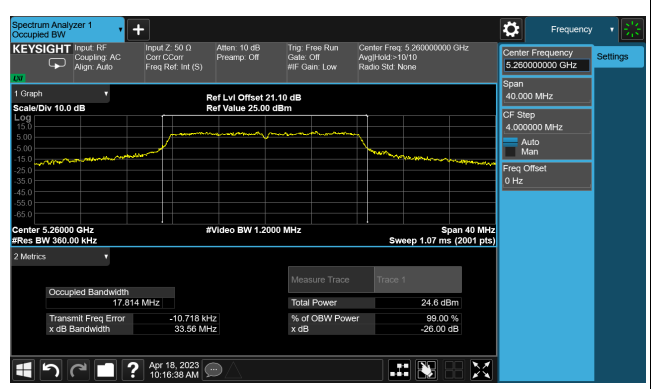 Spectrum Analyzer 1
Occupied BW
Frequency
KEYSIGHT Input: RF
Coupling: AC
Align: Auto
Input Z: 50 Ω
Corr CCorr
Freq Ref: Int (S)
Atten: 10 dB
Preamp: Off
Trig: Free Run
Gate: Off
#IF Gain: Low
Center Freq: 5.260000000 GHz
Avg|Hold:>10/10
Radio Std: None
LXI
Center Frequency
5.260000000 GHz
Settings
Span
40.000 MHz
CF Step
4.000000 MHz
Auto
Man
Freq Offset
0 Hz
1 Graph
Scale/Div 10.0 dB
Ref Lvl Offset 21.10 dB
Ref Value 25.00 dBm
Log
15.0
5.00
-5.00
-15.0
-25.0
-35.0
-45.0
-55.0
-65.0
Center 5.26000 GHz
#Res BW 360.00 kHz
#Video BW 1.2000 MHz
Span 40 MHz
Sweep 1.07 ms (2001 pts)
2 Metrics
Measure Trace Trace 1
Occupied Bandwidth
17.814 MHz
Total Power 24.6 dBm
Transmit Freq Error -10.718 kHz
% of OBW Power 99.00 %
x dB Bandwidth 33.56 MHz
x dB -26.00 dB
?
Apr 18, 2023
10:16:38 AM